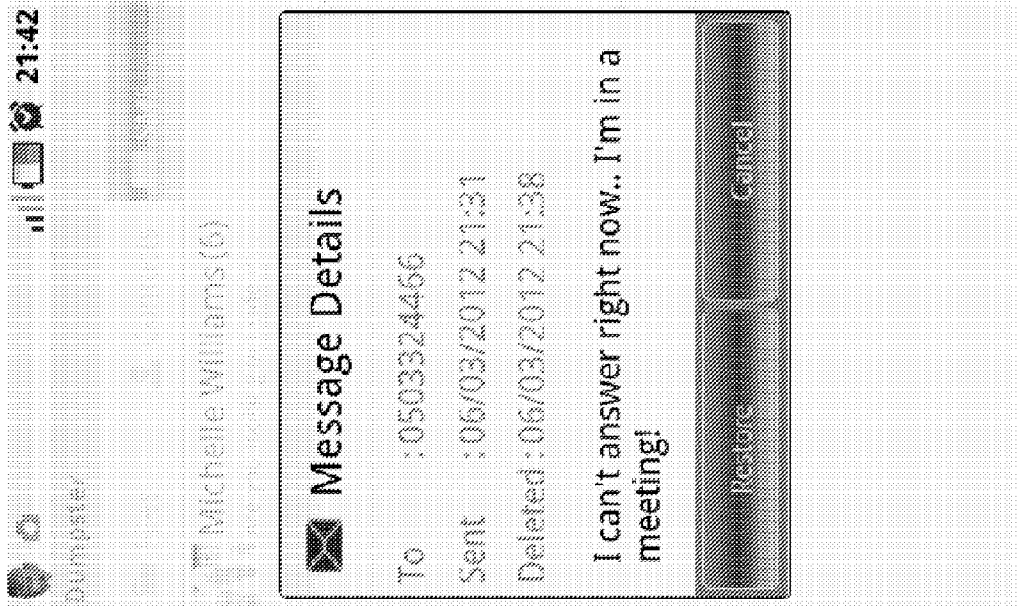 21:42
Dumpster
Michelle Williams (6)
Message Details
To :0503324466
Sent :06/03/2012 21:31
Deleted :06/03/2012 21:38
I can't answer right now.. I'm in a
meeting!
Restore Cancel